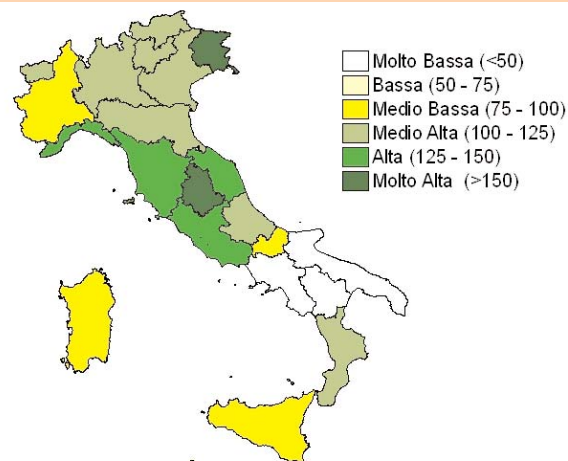 Molto Bassa (<50)
Bassa (50 - 75)
Medio Bassa (75 - 100)
Medio Alta (100 - 125)
Alta (125 - 150)
Molto Alta (>150)